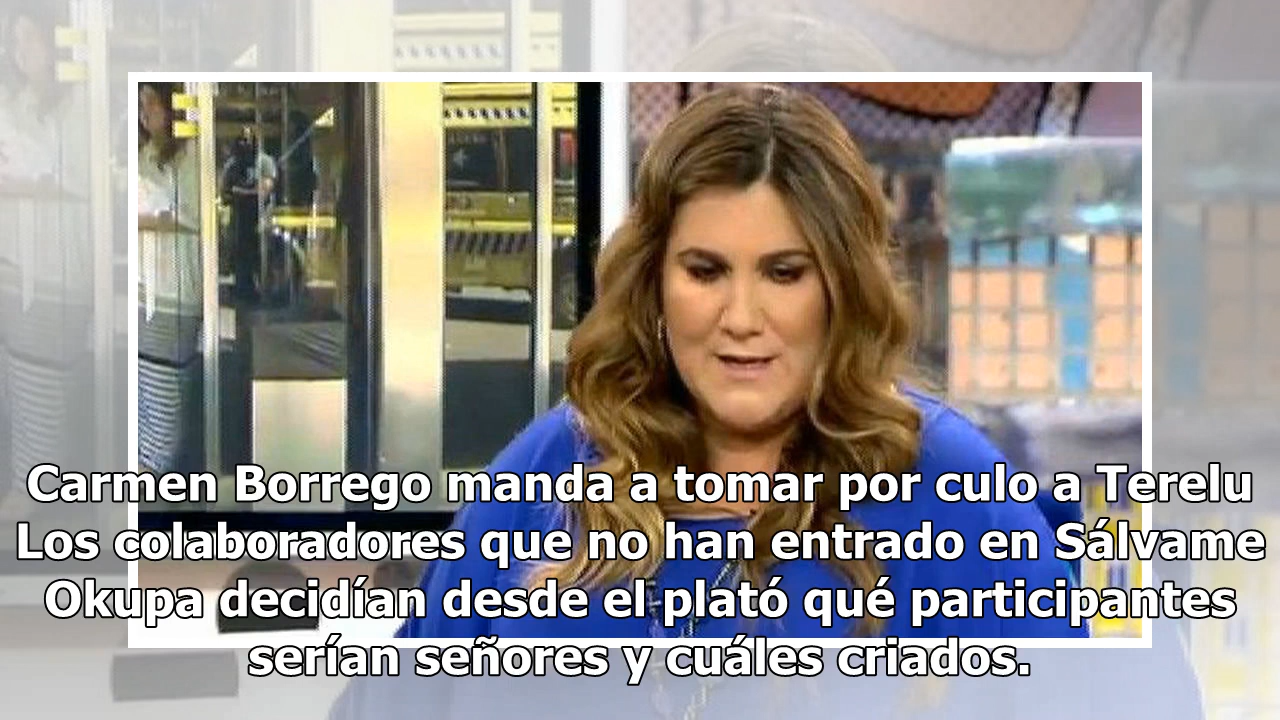 Carmen Borrego manda a tomar por culo a Terelu
Los colaboradores que no han entrado en Sálvame
Okupa decidían desde el plató qué participantes
serían señores y cuáles criados.